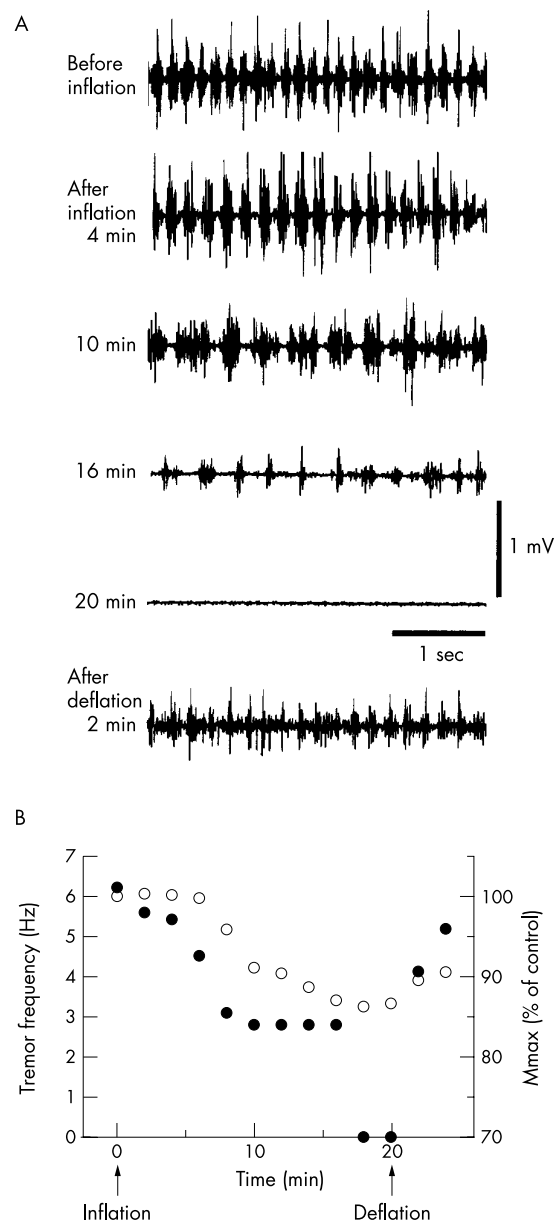 A
Before
inflation
After
inflation
4 min
10 min
16 min
1 mV
20 min
1 sec
After
deflation
2 min
B
7
6
5
4
3
2
1
0
Tremor frequency (Hz)
100
90
80
70
Mmax (% of control)
0
10
20
Time (min)
Inflation
Deflation